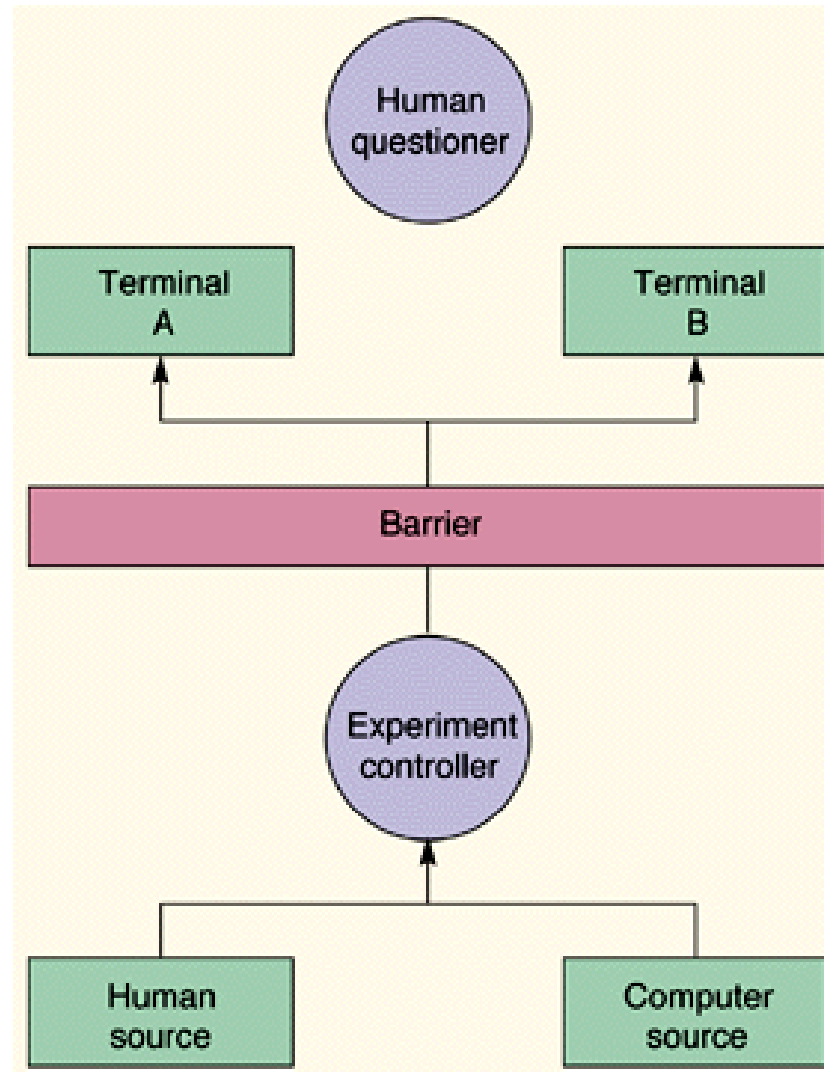 Human
questioner
Terminal
A
Terminal
B
Barrier
Experiment
controller
Human
source
Computer
source